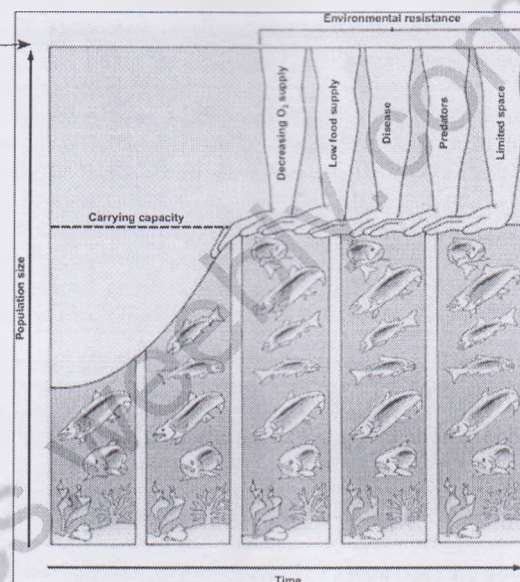 Environmental resistance
Decreasing O₂ supply
Low food supply
Disease
Predators
Limited space
Carrying capacity
Population size
Time